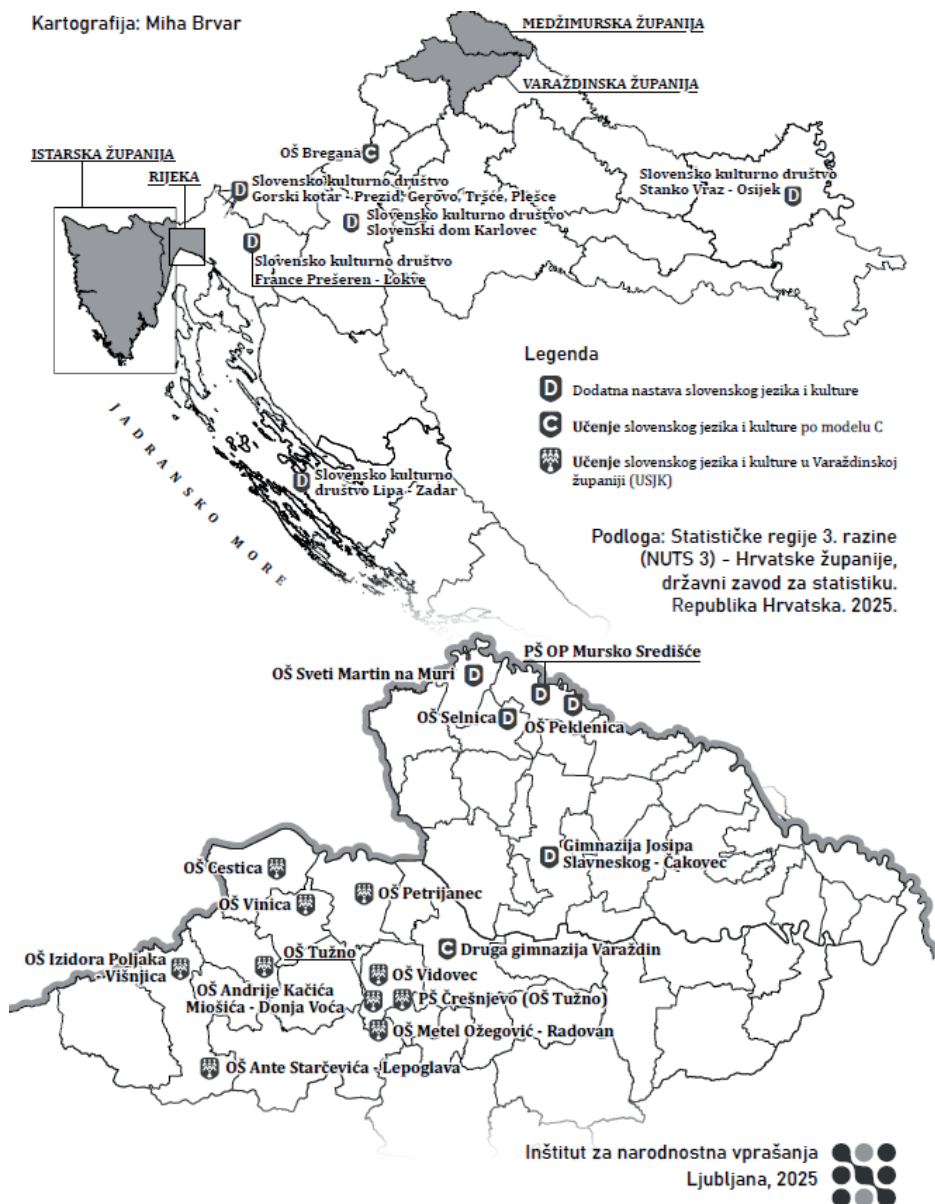 Kartografija: Miha Brvar
MEDŽIMURSKA ŽUPANIJA
VARAŽDINSKA ŽUPANIJA
ISTARSKA ŽUPANIJA
RIJEKA
OŠ Bregana
C
D
Slovensko kulturno društvo
Gorski kotar - Prezid, Gerovo, Tršće, Plešce
D
Slovensko kulturno društvo
Slovenski dom Karlovec
D
Slovensko kulturno društvo
France Prešeren - Lokve
Slovensko kulturno društvo
Stanko Vraz - Osijek
D
D
Slovensko kulturno
društvo Lipa - Zadar
JADRANSKO MORE
Legenda
D Dodatna nastava slovenskog jezika i kulture
C Učenje slovenskog jezika i kulture po modelu C
Učenje slovenskog jezika i kulture u Varaždinskoj
županiji (USJK)
Podloga: Statističke regije 3. razine
(NUTS 3) - Hrvatske županije,
državni zavod za statistiku.
Republika Hrvatska. 2025.
PŠ OP Mursko Središće
D
OŠ Sveti Martin na Muri
D
OŠ Selnica
D
OŠ Peklenica
D
D
Gimnazija Josipa
Slavneskog - Čakovec
OŠ Cestica
OŠ Vinica
OŠ Petrijanec
OŠ Tužno
C
Druga gimnazija Varaždin
OŠ Izidora Poljaka
- Višnjica
OŠ Andrije Kačića
Miošića - Donja Voća
OŠ Vidovec
PŠ Črešnjevo (OŠ Tužno)
OŠ Metel Ožegović - Radovan
OŠ Ante Starčevića - Lepoglava
Inštitut za narodnostna vprašanja
Ljubljana, 2025